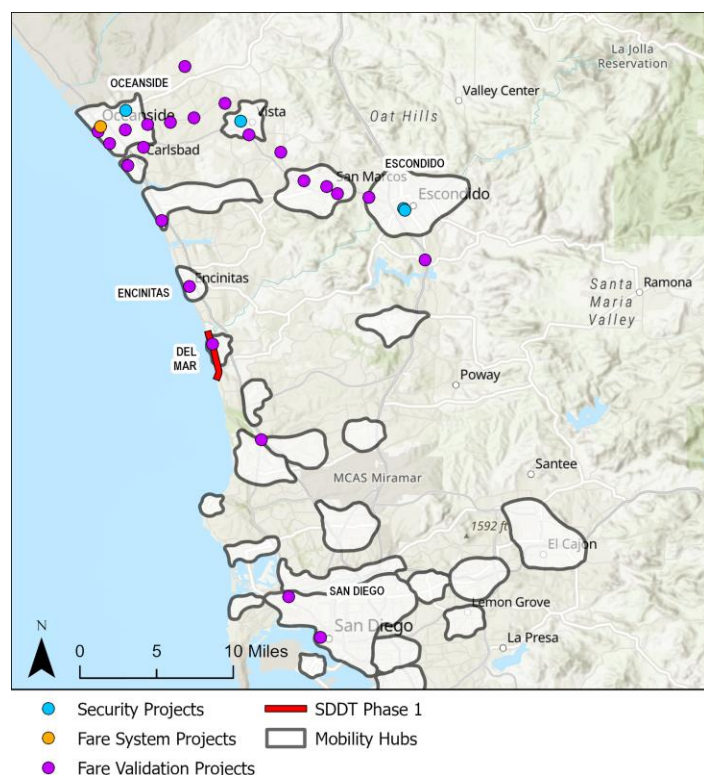 La Jolla
Reservation
OCEANSIDE
Valley Center
Oat Hills
Oceanside
Vista
Carlsbad
ESCONDIDO
San Marcos
Escondido
Encinitas
ENCINITAS
Santa
Maria
Valley
Ramona
DEL
MAR
Poway
MCAS Miramar
Santee
1592 ft
El Cajon
SAN DIEGO
Lemon Grove
San Diego
La Presa
N
0 5 10 Miles
Security Projects
SDDT Phase 1
Fare System Projects
Mobility Hubs
Fare Validation Projects